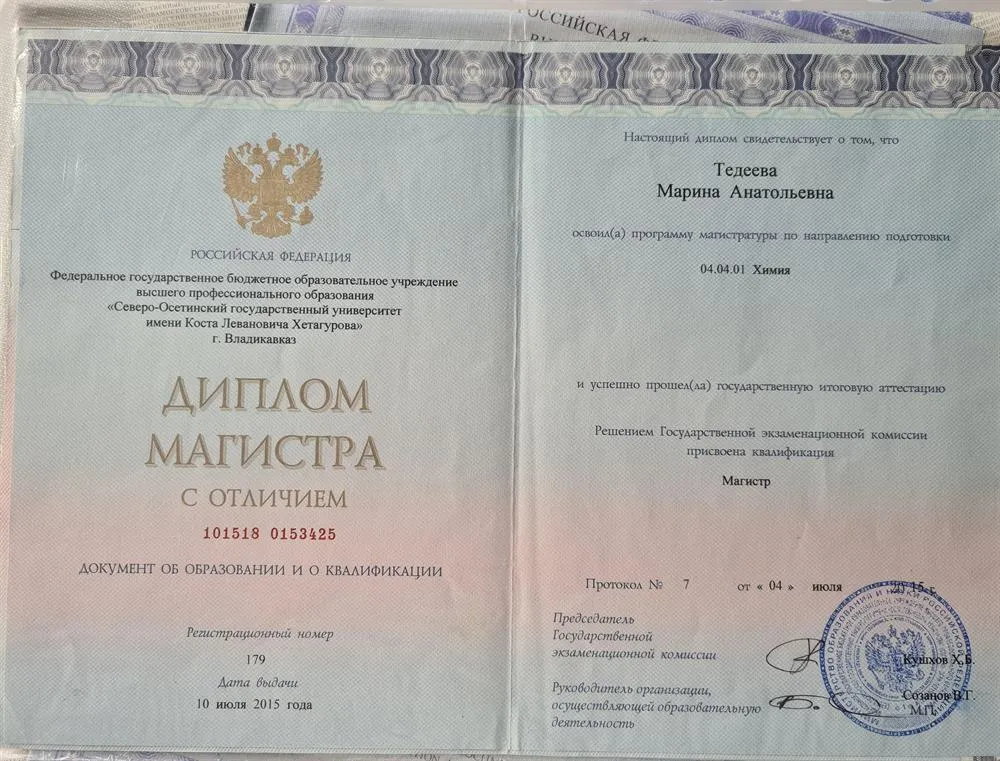 РОССИЙСКАЯ Ф
РОССИЙСКАЯ ФЕДЕРАЦИЯ
Федеральное государственное бюджетное образовательное учреждение
высшего профессионального образования
«Северо-Осетинский государственный университет
имени Коста Левановича Хетагурова»
г. Владикавказ
ДИПЛОМ
МАГИСТРА
С ОТЛИЧИЕМ
101518 0153425
ДОКУМЕНТ ОБ ОБРАЗОВАНИИ И О КВАЛИФИКАЦИИ
Регистрационный номер
179
Дата выдачи
10 июля 2015 года
Настоящий диплом свидетельствует о том, что
Тедеева
Марина Анатольевна
освоил(а) программу магистратуры по направлению подготовки
04.04.01 Химия
и успешно прошел(ла) государственную итоговую аттестацию
Решением Государственной экзаменационной комиссии
присвоена квалификация
Магистр
Протокол № 7 от « 04 » июля 2015 г.
Председатель
Государственной
экзаменационной комиссии
Кушхов Х.Б.
Руководитель организации,
осуществляющей образовательную
деятельность
Созанов В.Г.
М.П.